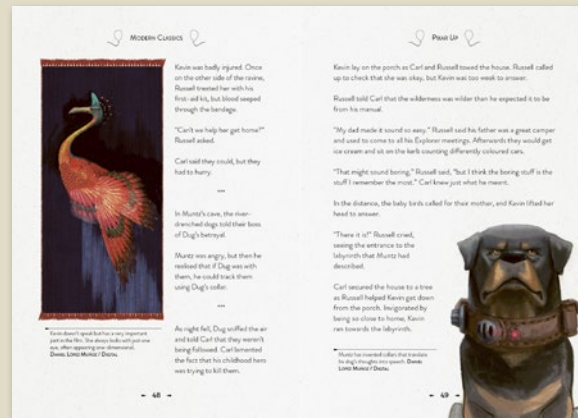 MODERN CLASSICS
Kevin was badly injured. Once
on the other side of the ravine,
Russell treated her with his
first-aid kit, but blood seeped
through the bandage.
"Can't we help her get home?"
Russell asked.
Carl said they could, but they
had to hurry.
***
In Muntz's cave, the river-
drenched dogs told their boss
of Dug's betrayal.
Muntz was angry, but then he
realised that if Dug was with
them, he could track them
using Dug's collar.
***
As night fell, Dug sniffed the air
and told Carl that they weren't
being followed. Carl lamented
the fact that his childhood hero
was trying to kill them.
Kevin doesn't speak but has a very important
part in the film. She always looks with just one
eye, often appearing one-dimensional.
DANIEL LÓPEZ MUÑOZ / DIGITAL
48
PIXAR UP
Kevin lay on the porch as Carl and Russell towed the house. Russell called
up to check that she was okay, but Kevin was too weak to answer.
Russell told Carl that the wilderness was wilder than he expected it to be
from his manual.
"My dad made it sound so easy." Russell said his father was a great camper
and used to come to all his Explorer meetings. Afterwards they would get
ice cream and sit on the kerb counting differently coloured cars.
"That might sound boring," Russell said, "but I think the boring stuff is the
stuff I remember the most." Carl knew just what he meant.
In the distance, the baby birds called for their mother, and Kevin lifted her
head to answer.
"There it is!" Russell cried,
seeing the entrance to the
labyrinth that Muntz had
described.
Carl secured the house to a tree
as Russell helped Kevin get down
from the porch. Invigorated by
being so close to home, Kevin
ran towards the labyrinth.
Muntz has invented collars that translate
his dog's thoughts into speech. DANIEL
LÓPEZ MUÑOZ / DIGITAL
49